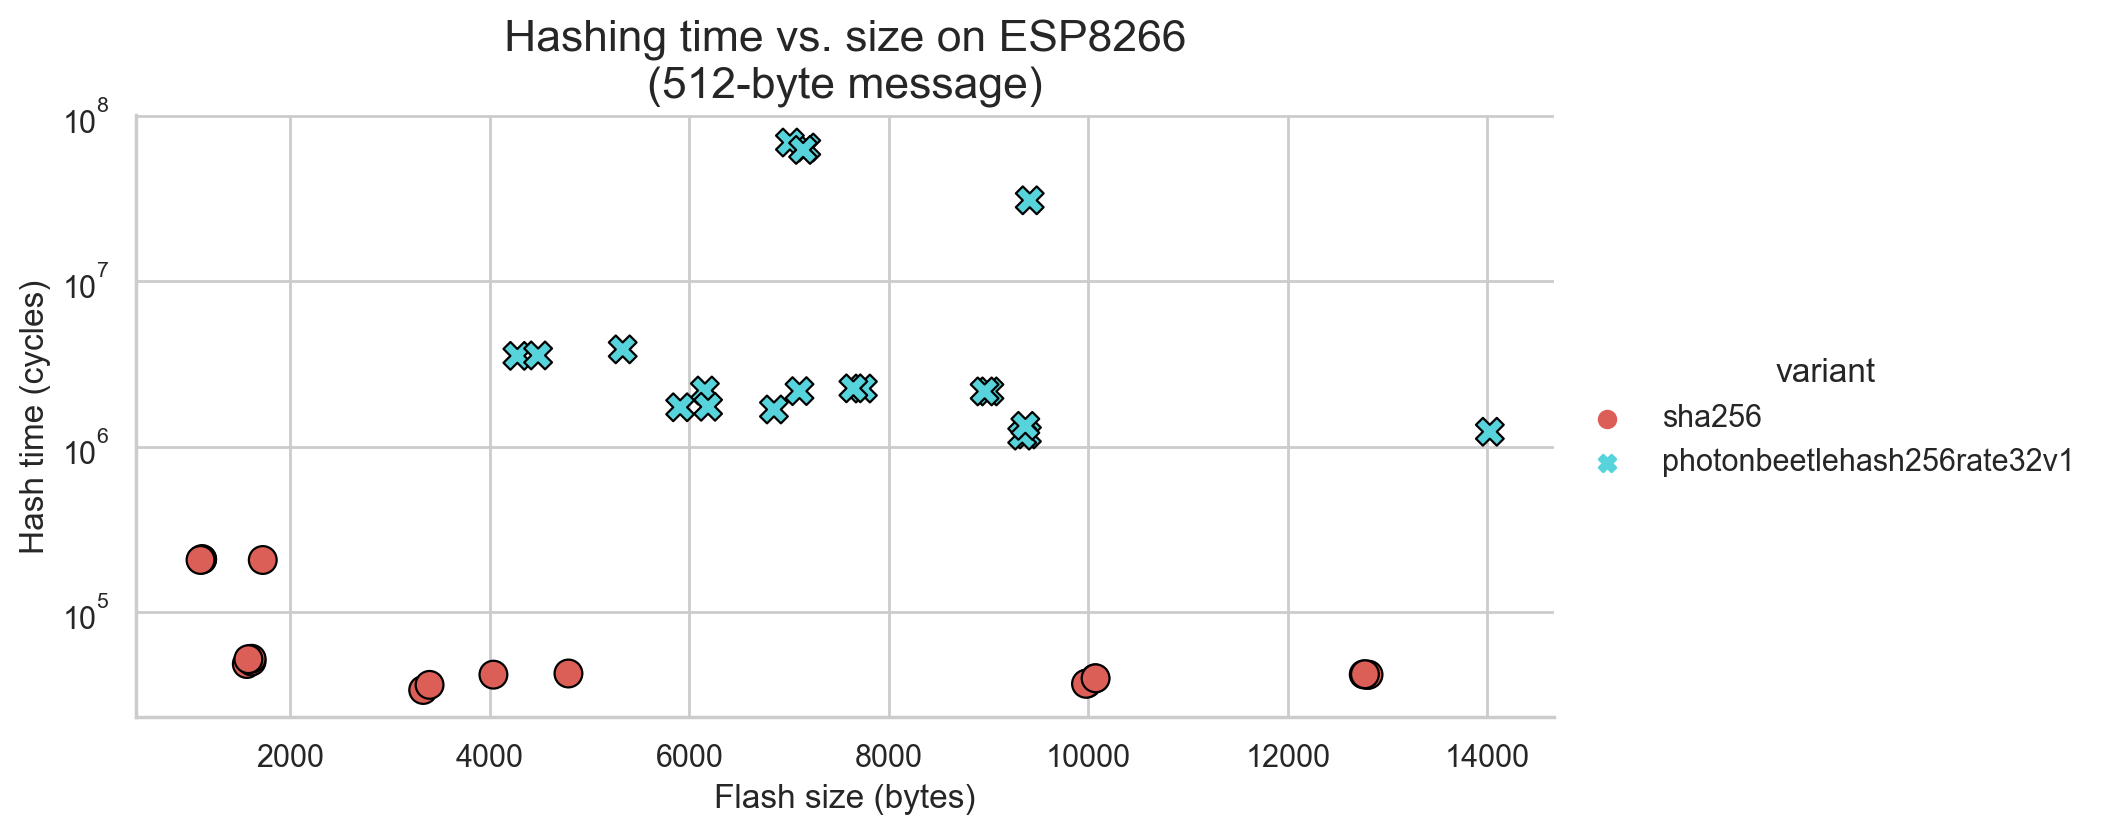 Hashing time vs. size on ESP8266
(512-byte message)
Hash time (cycles)
10^8
10^7
10^6
10^5
2000 4000 6000 8000 10000 12000 14000
Flash size (bytes)
variant
sha256
photonbeetlehash256rate32v1